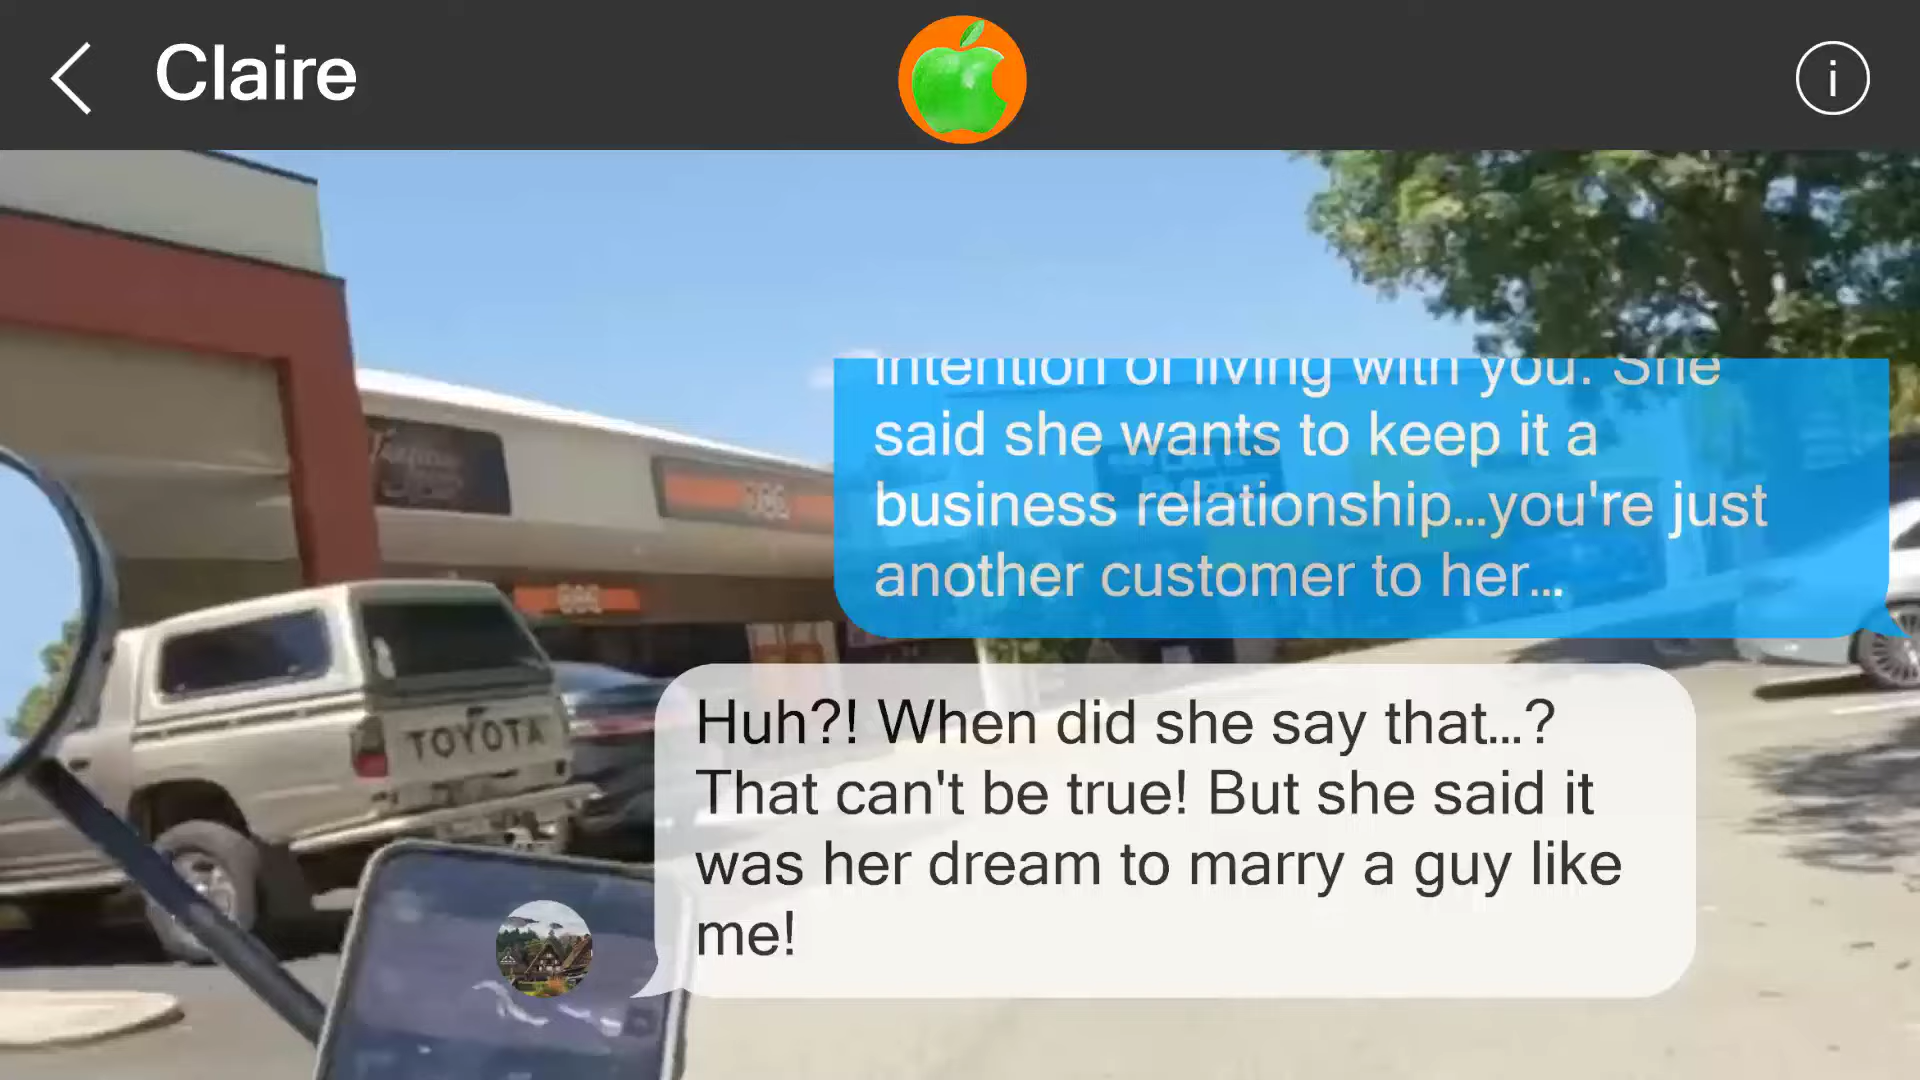 Claire
i
intention of living with you. She
said she wants to keep it a
business relationship...you're just
another customer to her...
Huh?! When did she say that...?
That can't be true! But she said it
was her dream to marry a guy like
me!
TOYOTA